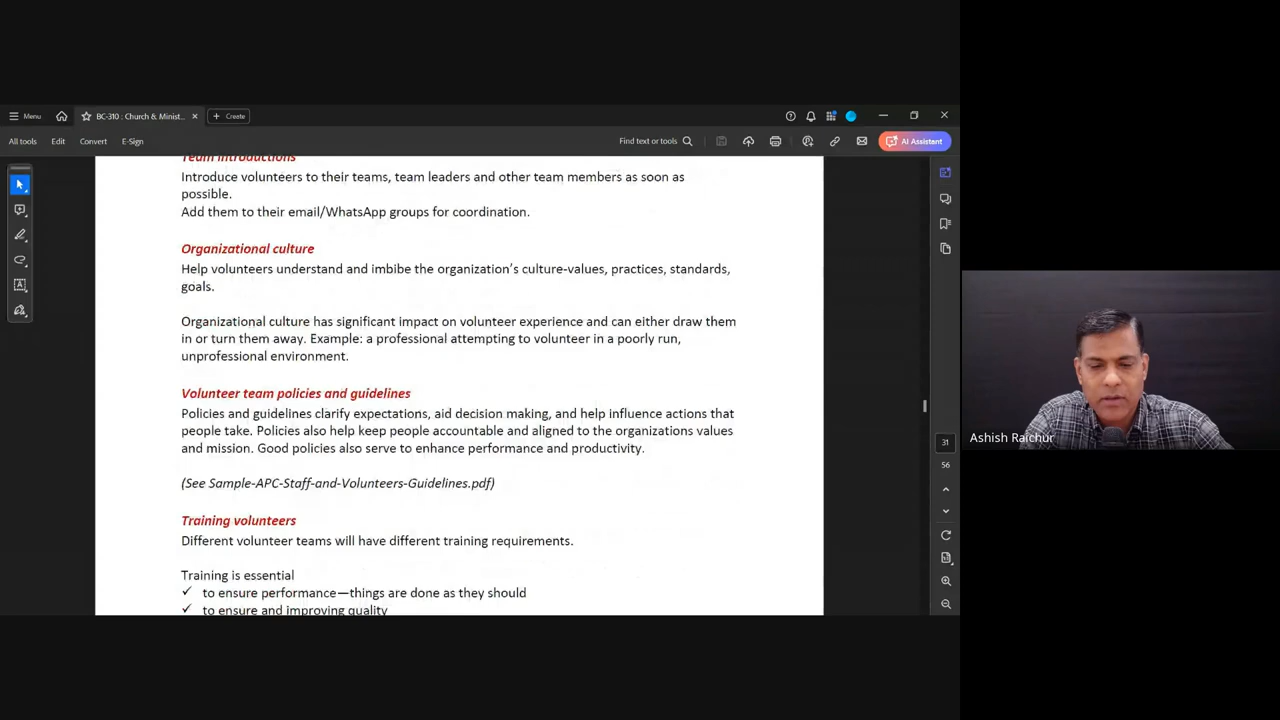 Menu
BC-310 : Church & Minist...
Create
All tools
Edit
Convert
E-Sign
Find text or tools
AI Assistant
Team introductions
Introduce volunteers to their teams, team leaders and other team members as soon as
possible.
Add them to their email/WhatsApp groups for coordination.
Organizational culture
Help volunteers understand and imbibe the organization's culture-values, practices, standards,
goals.
Organizational culture has significant impact on volunteer experience and can either draw them
in or turn them away. Example: a professional attempting to volunteer in a poorly run,
unprofessional environment.
Volunteer team policies and guidelines
Policies and guidelines clarify expectations, aid decision making, and help influence actions that
people take. Policies also help keep people accountable and aligned to the organizations values
and mission. Good policies also serve to enhance performance and productivity.
(See Sample-APC-Staff-and-Volunteers-Guidelines.pdf)
Training volunteers
Different volunteer teams will have different training requirements.
Training is essential
✓ to ensure performance—things are done as they should
✓ to ensure and improving quality
31
56
Ashish Raichur